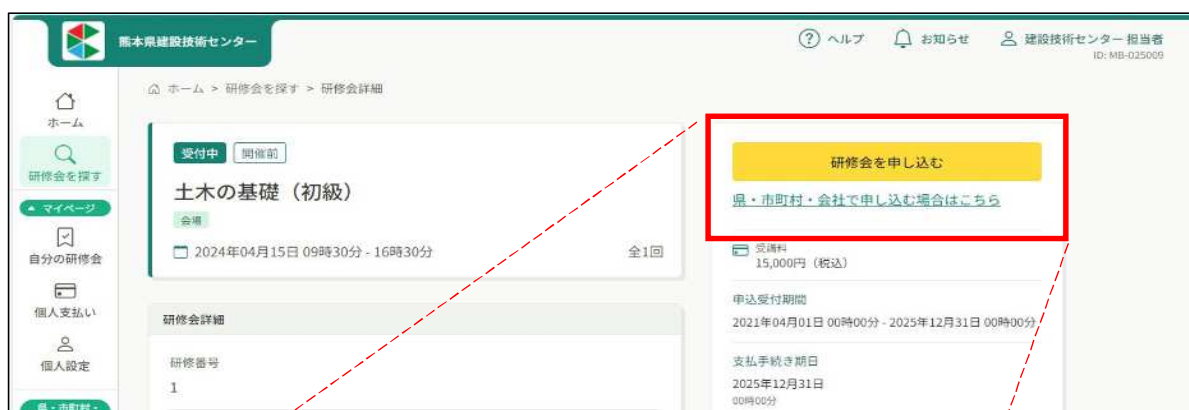 熊本県建設技術センター
ヘルプ
お知らせ
建設技術センター 担当者
ID: MB-025009
ホーム > 研修会を探す > 研修会詳細
ホーム
研修会を探す
マイページ
自分の研修会
個人支払い
個人設定
県・市町村・
受付中 開催前
土木の基礎（初級）
会場
2024年04月15日 09時30分 - 16時30分
全1回
研修会詳細
研修番号
1
研修会を申し込む
県・市町村・会社で申し込む場合はこちら
受講料
15,000円（税込）
申込受付期間
2021年04月01日 00時00分 - 2025年12月31日 00時00分
支払手続き期日
2025年12月31日
00時00分